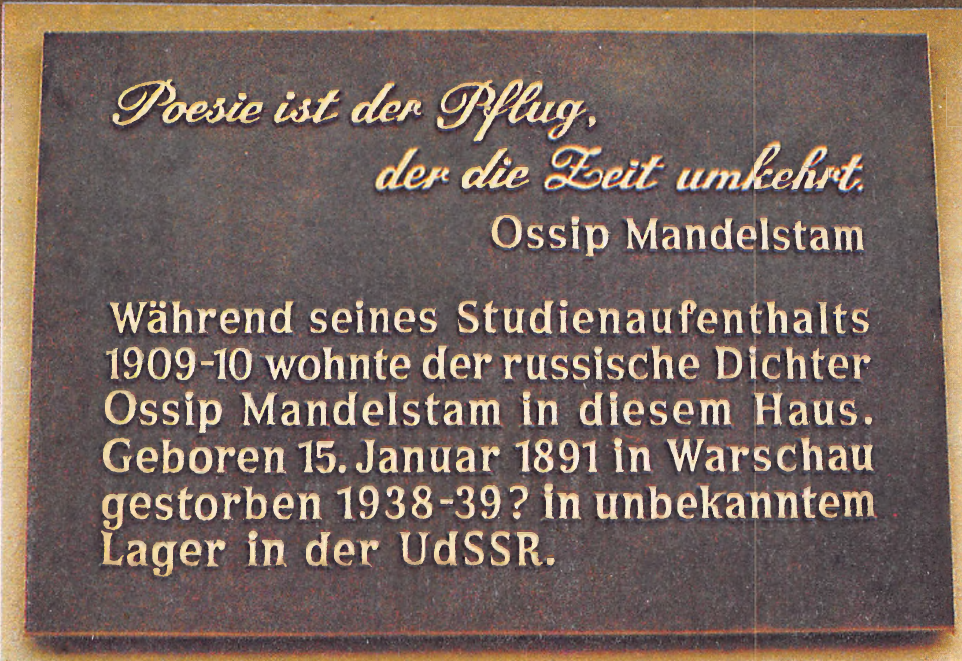 Poesie ist der Pflug,
der die Zeit umkehrt.
Ossip Mandelstam
Während seines Studienaufenthalts
1909-10 wohnte der russische Dichter
Ossip Mandelstam in diesem Haus.
Geboren 15. Januar 1891 in Warschau
gestorben 1938-39? in unbekanntem
Lager in der UdSSR.